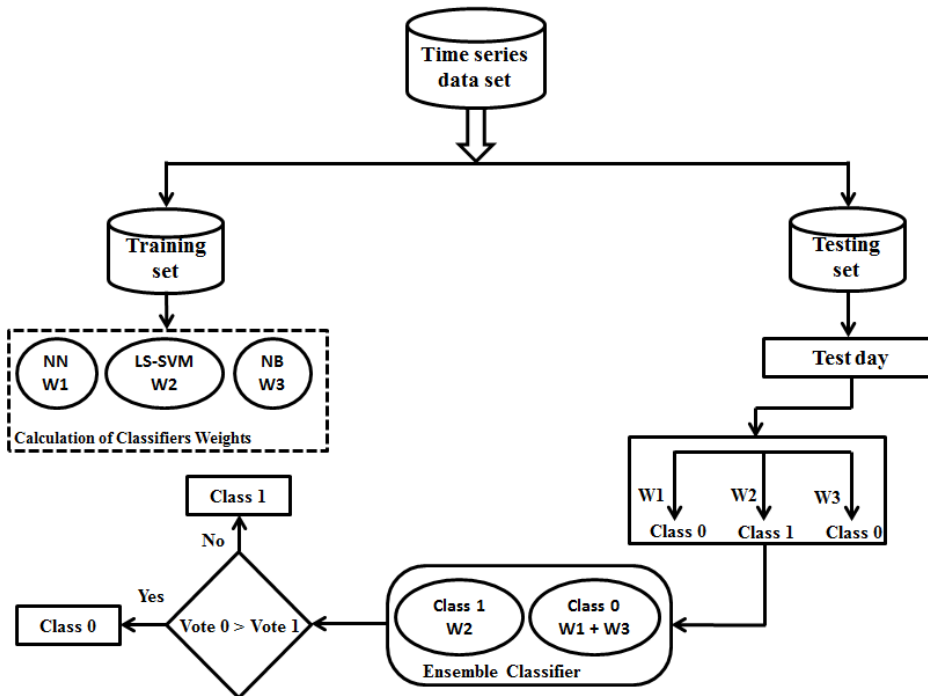 Time series
data set
Training
set
Testing
set
NN
W1
LS-SVM
W2
NB
W3
Calculation of Classifiers Weights
Test day
W1
W2
W3
Class 0
Class 1
Class 0
Class 1
No
Yes
Class 0
Vote 0 > Vote 1
Class 1
W2
Class 0
W1 + W3
Ensemble Classifier